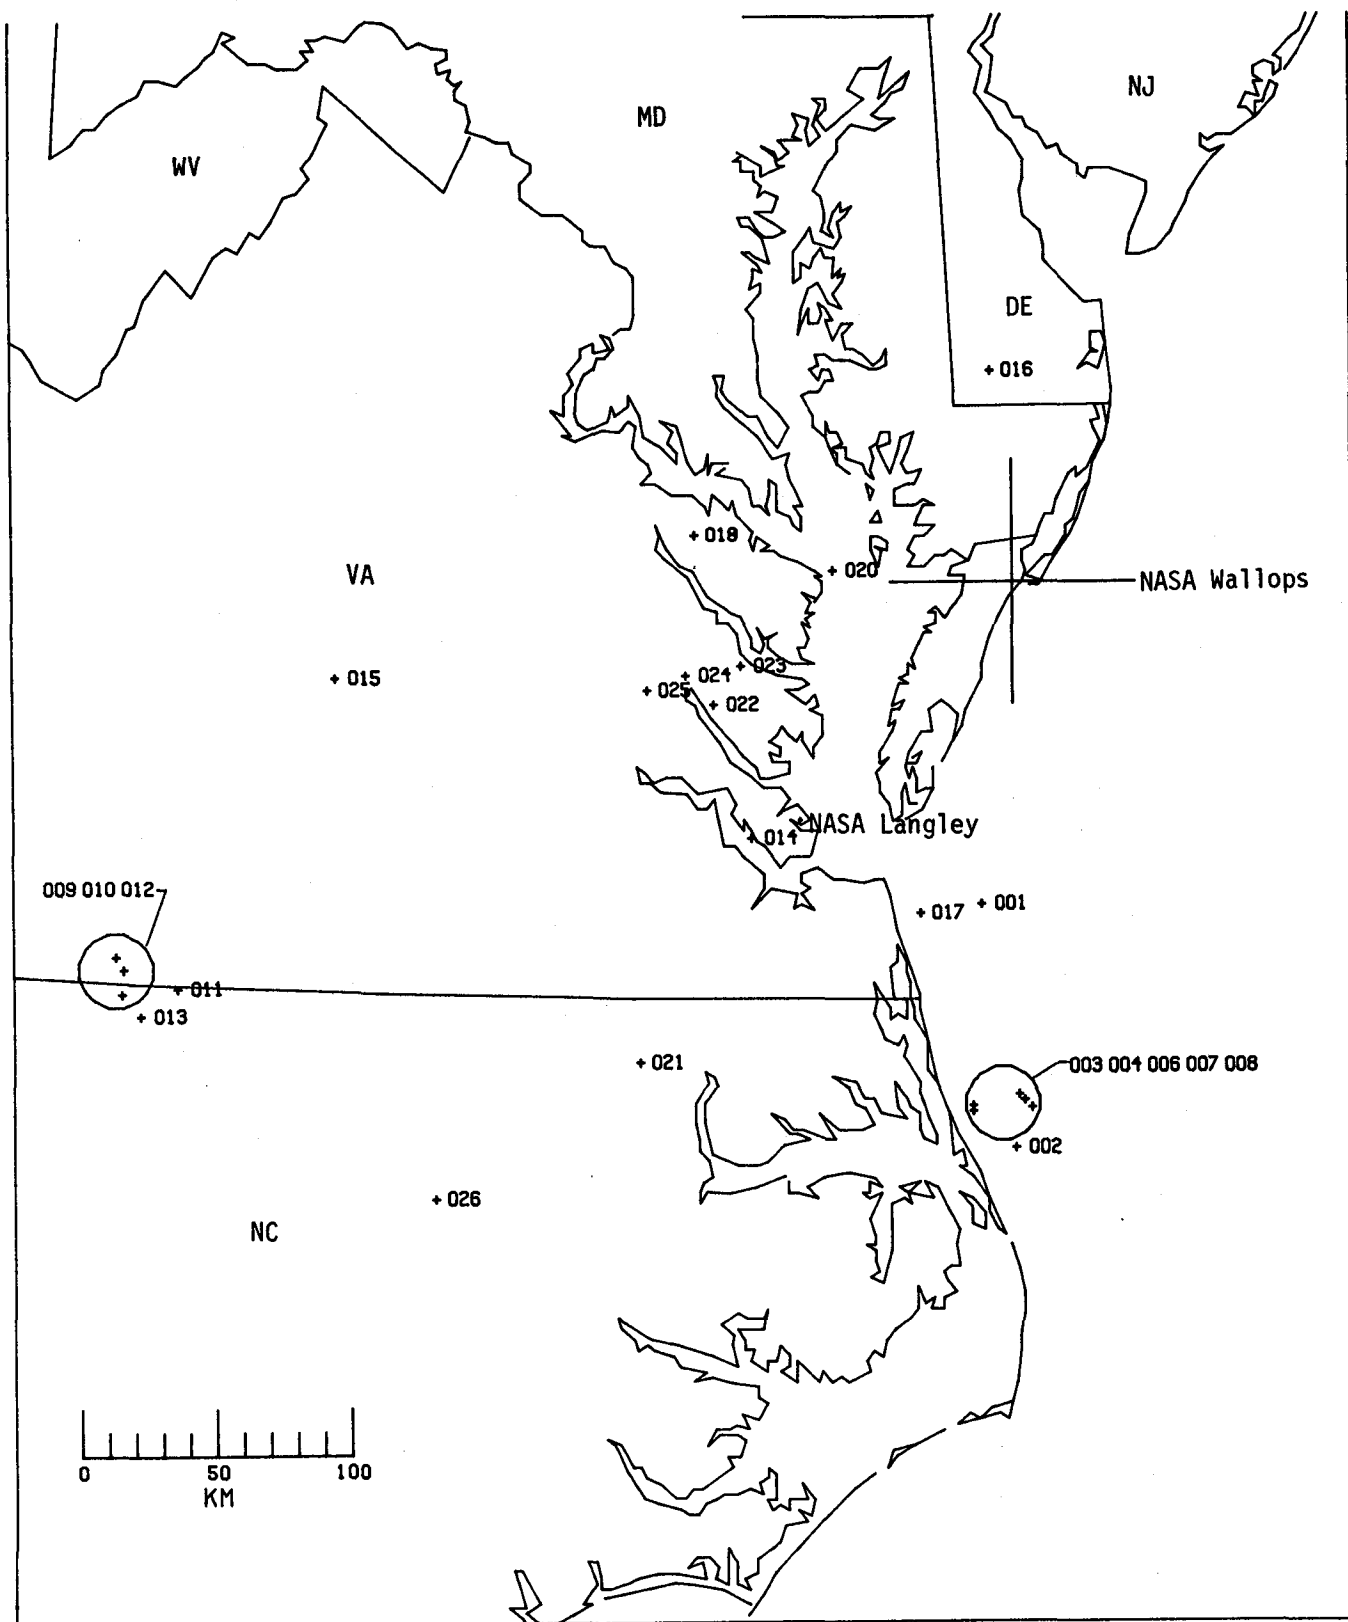 NJ
MD
WV
DE
+ 016
+ 018
+ 020
VA
NASA Wallops
+ 023
+ 024
+ 015
+ 025
+ 022
NASA Langley
+ 014
009 010 012
+ 017
+ 001
+ 011
+ 013
+ 021
003 004 006 007 008
+ 002
+ 026
NC
0 50 100
KM